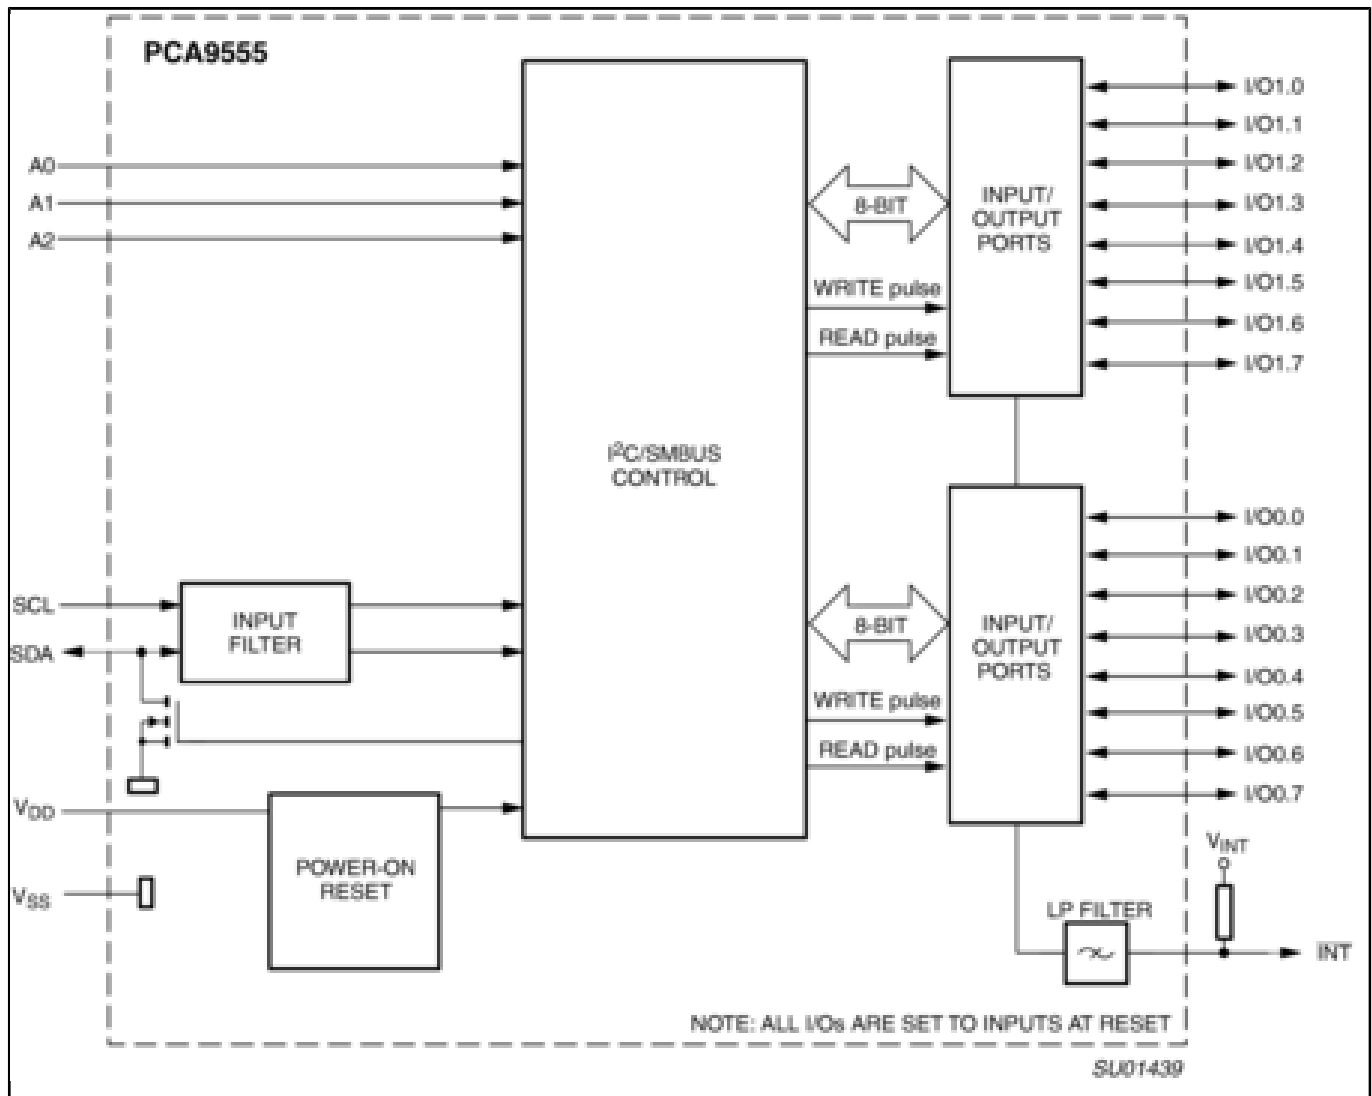 PCA9555
A0
A1
A2
SCL
SDA
VDD
VSS
INPUT
FILTER
POWER-ON
RESET
I²C/SMBUS
CONTROL
8-BIT
WRITE pulse
READ pulse
INPUT/
OUTPUT
PORTS
I/O1.0
I/O1.1
I/O1.2
I/O1.3
I/O1.4
I/O1.5
I/O1.6
I/O1.7
8-BIT
WRITE pulse
READ pulse
INPUT/
OUTPUT
PORTS
I/O0.0
I/O0.1
I/O0.2
I/O0.3
I/O0.4
I/O0.5
I/O0.6
I/O0.7
VINT
LP FILTER
INT
NOTE: ALL I/Os ARE SET TO INPUTS AT RESET
SU01439